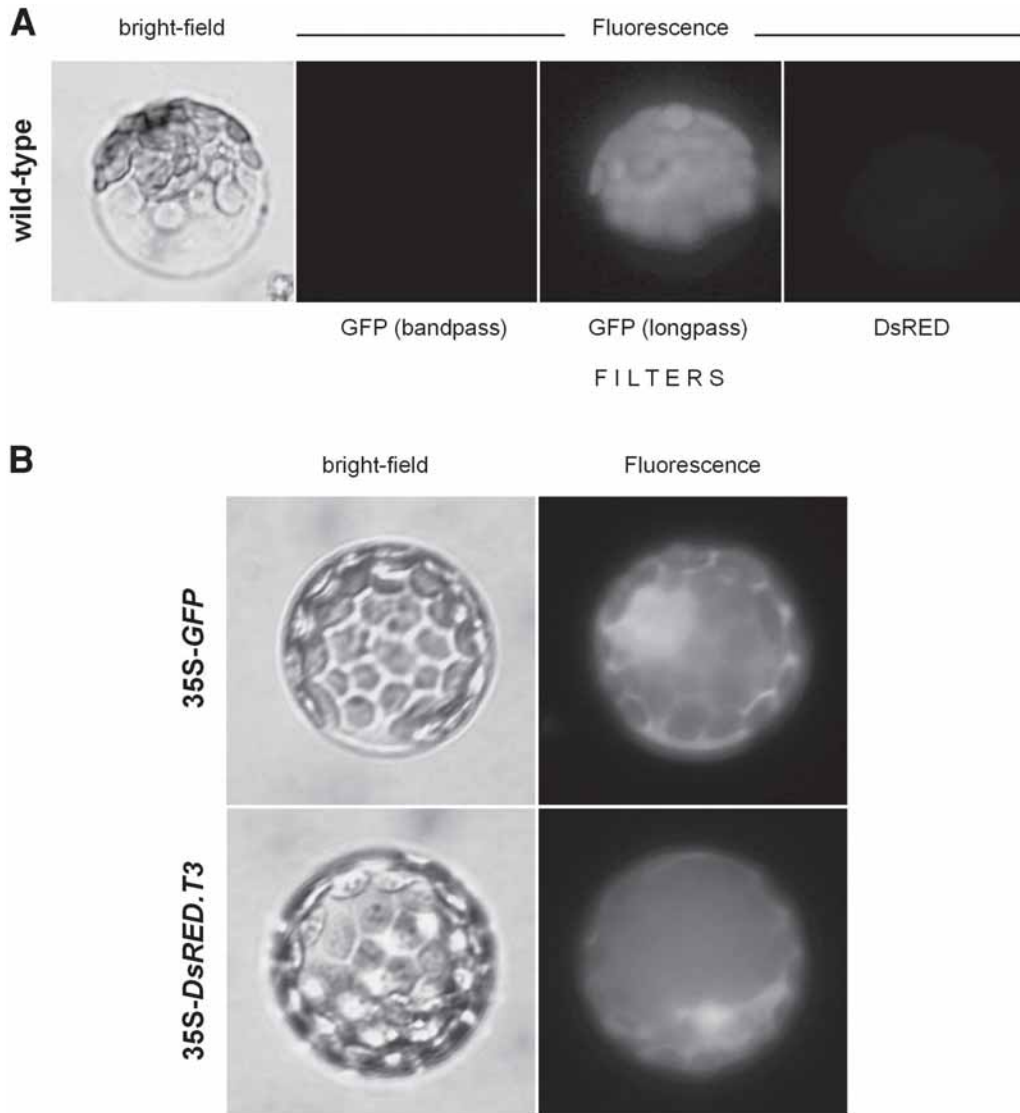 A
bright-field Fluorescence
wild-type
GFP (bandpass) GFP (longpass) DsRED
FILTERS
B
bright-field Fluorescence
35S-GFP
35S-DsRED.T3